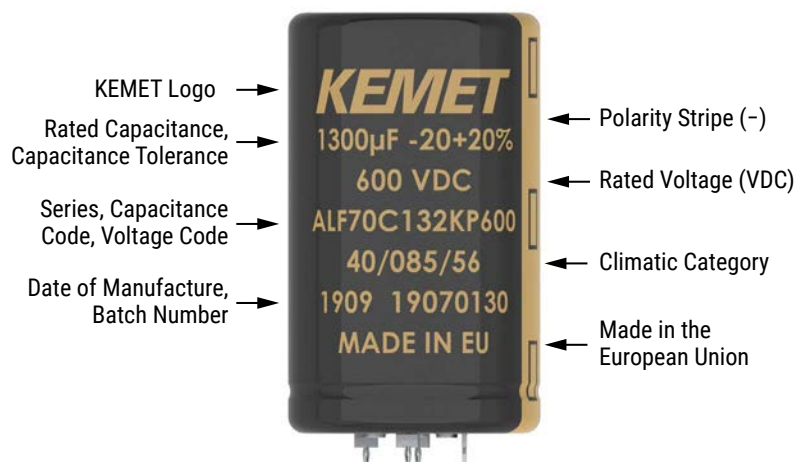 KEMET Logo
Rated Capacitance,
Capacitance Tolerance
Series, Capacitance
Code, Voltage Code
Date of Manufacture,
Batch Number
KEMET
1300µF -20+20%
600 VDC
ALF70C132KP600
40/085/56
1909 19070130
MADE IN EU
Polarity Stripe (−)
Rated Voltage (VDC)
Climatic Category
Made in the
European Union